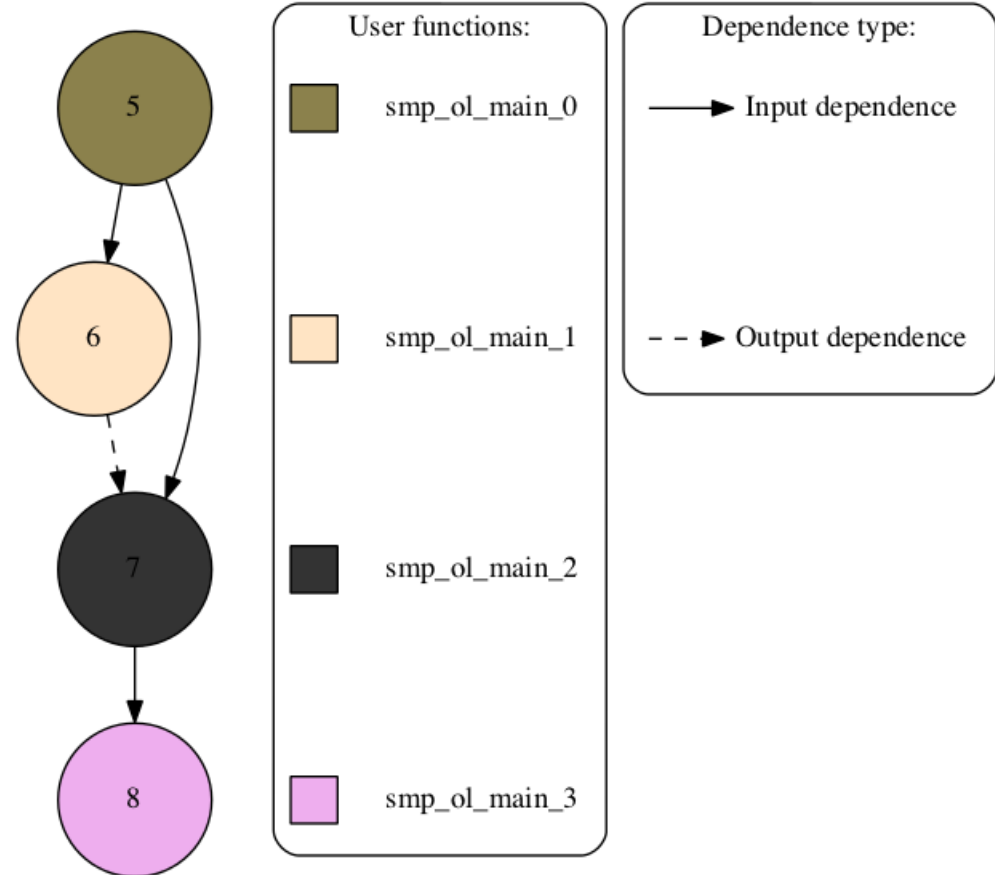 5
6
7
8
User functions:
smp_ol_main_0
smp_ol_main_1
smp_ol_main_2
smp_ol_main_3
Dependence type:
Input dependence
Output dependence